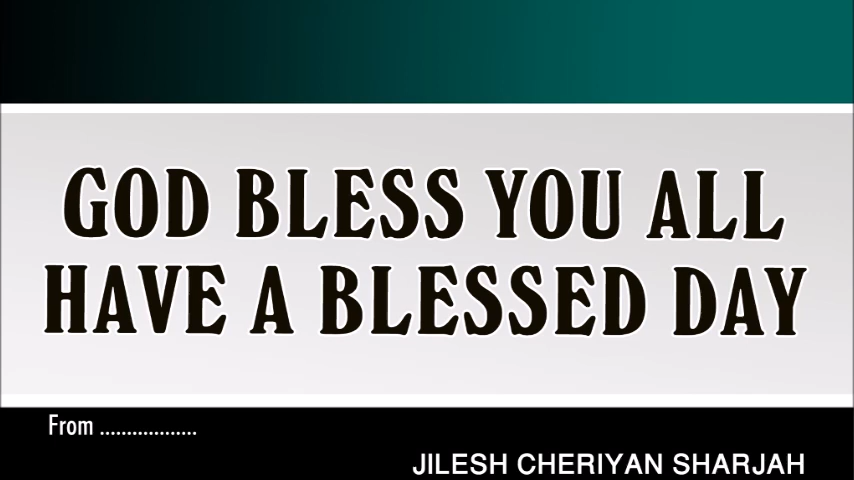 GOD BLESS YOU ALL
HAVE A BLESSED DAY
From ..................
JILESH CHERIYAN SHARJAH